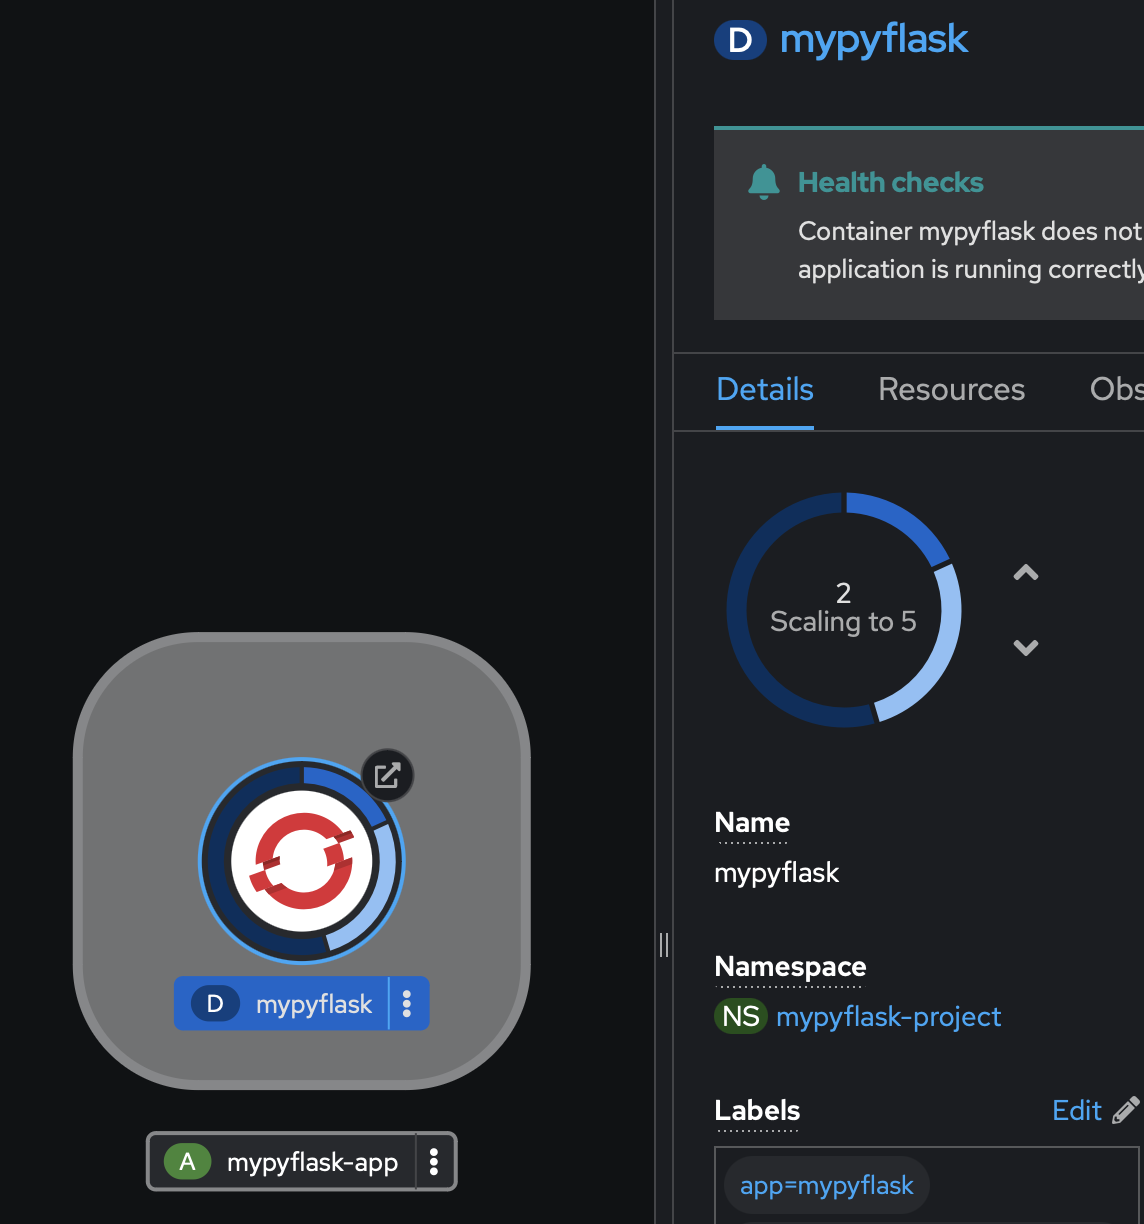 D mypyflask
Health checks
Container mypyflask does not
application is running correctly
Details Resources Obs
2
Scaling to 5
Name
mypyflask
Namespace
NS mypyflask-project
Labels Edit
app=mypyflask
D mypyflask
A mypyflask-app